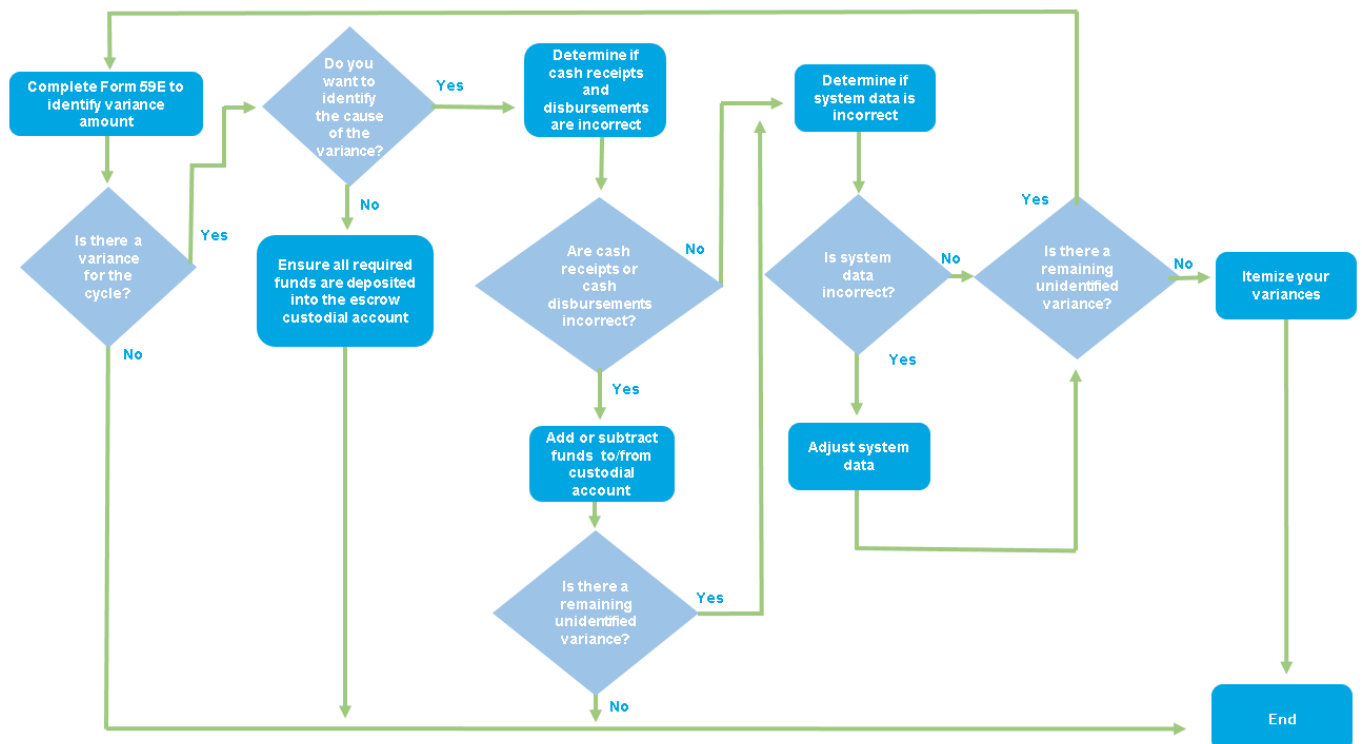 Complete Form 59E to
identify variance
amount
Is there a
variance
for the
cycle?
Yes
No
Do you
want to
identify
the cause
of the
variance?
Yes
No
Ensure all required
funds are deposited
into the escrow
custodial account
Determine if
cash receipts
and
disbursements
are incorrect
Are cash
receipts or
cash
disbursements
incorrect?
No
Yes
Add or subtract
funds to/from
custodial
account
Is there a
remaining
unidentified
variance?
Yes
No
Determine if
system data is
incorrect
Is system
data
incorrect?
No
Yes
Adjust system
data
Yes
Is there a
remaining
unidentified
variance?
No
Itemize your
variances
End